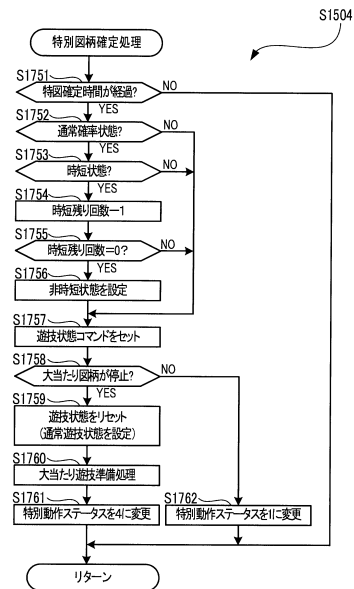 S1504
特別図柄確定処理
S1751
特図確定時間が経過?
NO
YES
S1752
通常確率状態?
NO
YES
S1753
時短状態?
NO
YES
S1754
時短残り回数－1
S1755
時短残り回数=0?
NO
YES
S1756
非時短状態を設定
S1757
遊技状態コマンドをセット
S1758
大当たり図柄が停止?
NO
YES
S1759
遊技状態をリセット
(通常遊技状態を設定)
S1760
大当たり遊技準備処理
S1761
特別動作ステータスを4に変更
S1762
特別動作ステータスを1に変更
リターン